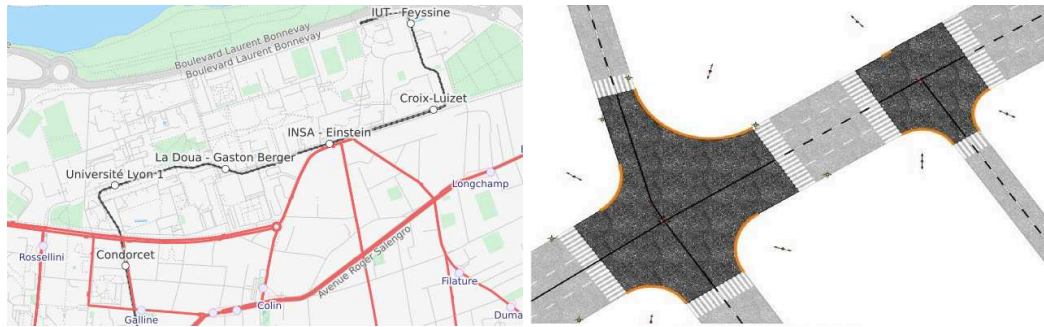 IUT - Feyssine
Boulevard Laurent Bonnevay
Boulevard Laurent Bonnevay
Croix-Luizet
INSA - Einstein
La Doua - Gaston Berger
Université Lyon 1
Longchamp
Rossellini
Condorcet
Avenue Roger Salengro
Filature
Colin
Galline
Duma